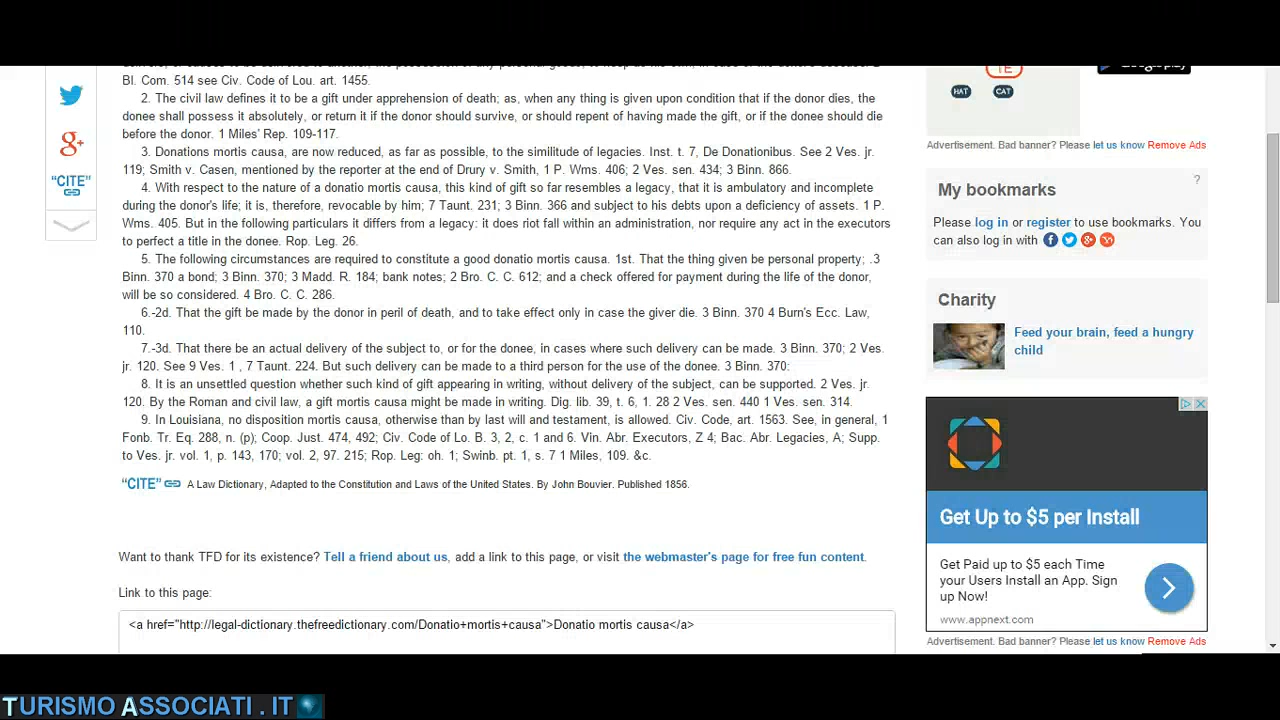 Bl. Com. 514 see Civ. Code of Lou. art. 1455.
2. The civil law defines it to be a gift under apprehension of death; as, when any thing is given upon condition that if the donor dies, the
donee shall possess it absolutely, or return it if the donor should survive, or should repent of having made the gift, or if the donee should die
before the donor. 1 Miles' Rep. 109-117.
3. Donations mortis causa, are now reduced, as far as possible, to the similitude of legacies. Inst. t. 7, De Donationibus. See 2 Ves. jr.
119; Smith v. Casen, mentioned by the reporter at the end of Drury v. Smith, 1 P. Wms. 406; 2 Ves. sen. 434; 3 Binn. 866.
4. With respect to the nature of a donatio mortis causa, this kind of gift so far resembles a legacy, that it is ambulatory and incomplete
during the donor's life; it is, therefore, revocable by him; 7 Taunt. 231; 3 Binn. 366 and subject to his debts upon a deficiency of assets. 1 P.
Wms. 405. But in the following particulars it differs from a legacy: it does not fall within an administration, nor require any act in the executors
to perfect a title in the donee. Rop. Leg. 26.
5. The following circumstances are required to constitute a good donatio mortis causa. 1st. That the thing given be personal property; .3
Binn. 370 a bond; 3 Binn. 370; 3 Madd. R. 184; bank notes; 2 Bro. C. C. 612; and a check offered for payment during the life of the donor,
will be so considered. 4 Bro. C. C. 286.
6.-2d. That the gift be made by the donor in peril of death, and to take effect only in case the giver die. 3 Binn. 370 4 Burn's Ecc. Law,
110.
7.-3d. That there be an actual delivery of the subject to, or for the donee, in cases where such delivery can be made. 3 Binn. 370; 2 Ves.
jr. 120. See 9 Ves. 1 , 7 Taunt. 224. But such delivery can be made to a third person for the use of the donee. 3 Binn. 370:
8. It is an unsettled question whether such kind of gift appearing in writing, without delivery of the subject, can be supported. 2 Ves. jr.
120. By the Roman and civil law, a gift mortis causa might be made in writing. Dig. lib. 39, t. 6, 1. 28 2 Ves. sen. 440 1 Ves. sen. 314.
9. In Louisiana, no disposition mortis causa, otherwise than by last will and testament, is allowed. Civ. Code, art. 1563. See, in general, 1
Fonb. Tr. Eq. 288, n. (p); Coop. Just. 474, 492; Civ. Code of Lo. B. 3, 2, c. 1 and 6. Vin. Abr. Executors, Z 4; Bac. Abr. Legacies, A; Supp.
to Ves. jr. vol. 1, p. 143, 170; vol. 2, 97. 215; Rop. Leg: oh. 1; Swinb. pt. 1, s. 7 1 Miles, 109. &c.
"CITE" A Law Dictionary, Adapted to the Constitution and Laws of the United States. By John Bouvier. Published 1856.
Want to thank TFD for its existence? Tell a friend about us, add a link to this page, or visit the webmaster's page for free fun content.
Link to this page:
<a href="http://legal-dictionary.thefreedictionary.com/Donatio+mortis+causa">Donatio mortis causa</a>
g+
"CITE"
TE
HAT CAT
Google play
Advertisement. Bad banner? Please let us know Remove Ads
My bookmarks ?
Please log in or register to use bookmarks. You
can also log in with
Charity
Feed your brain, feed a hungry
child
Get Up to $5 per Install
Get Paid up to $5 each Time
your Users Install an App. Sign
up Now!
www.appnext.com
Advertisement. Bad banner? Please let us know Remove Ads
TURISMO ASSOCIATI . IT